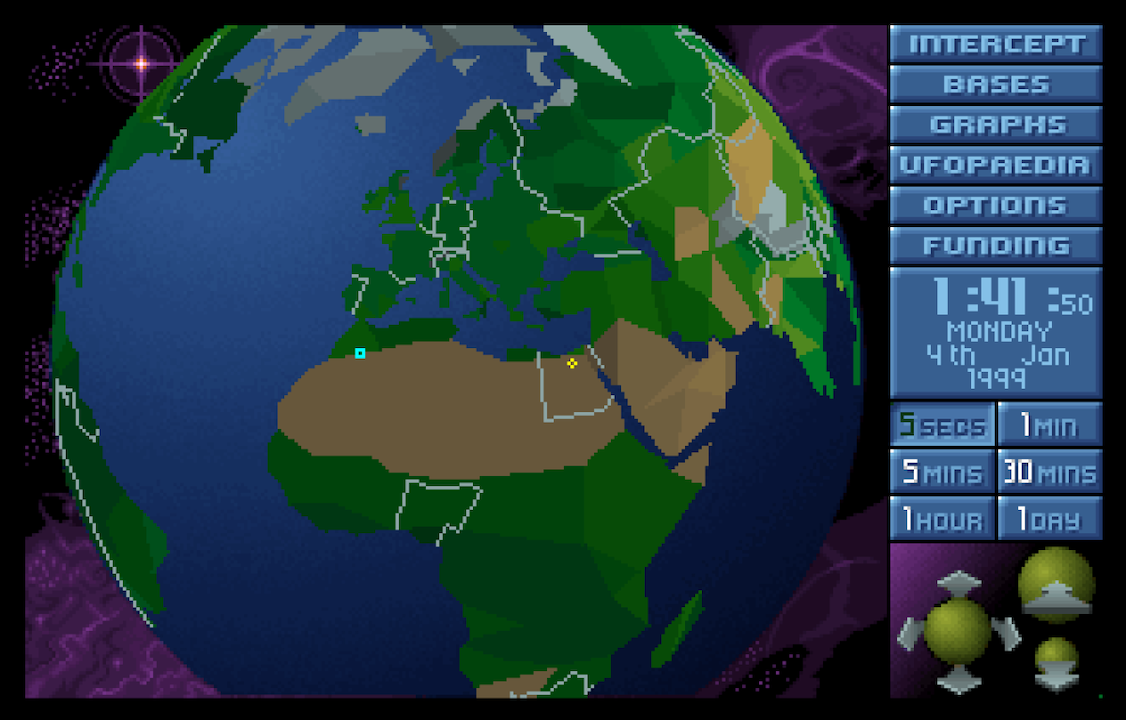 INTERCEPT
BASES
GRAPHS
UFOPAEDIA
OPTIONS
FUNDING
1:41:50
MONDAY
4th Jan
1999
5 SECS 1 MIN
5 MINS 30 MINS
1 HOUR 1 DAY